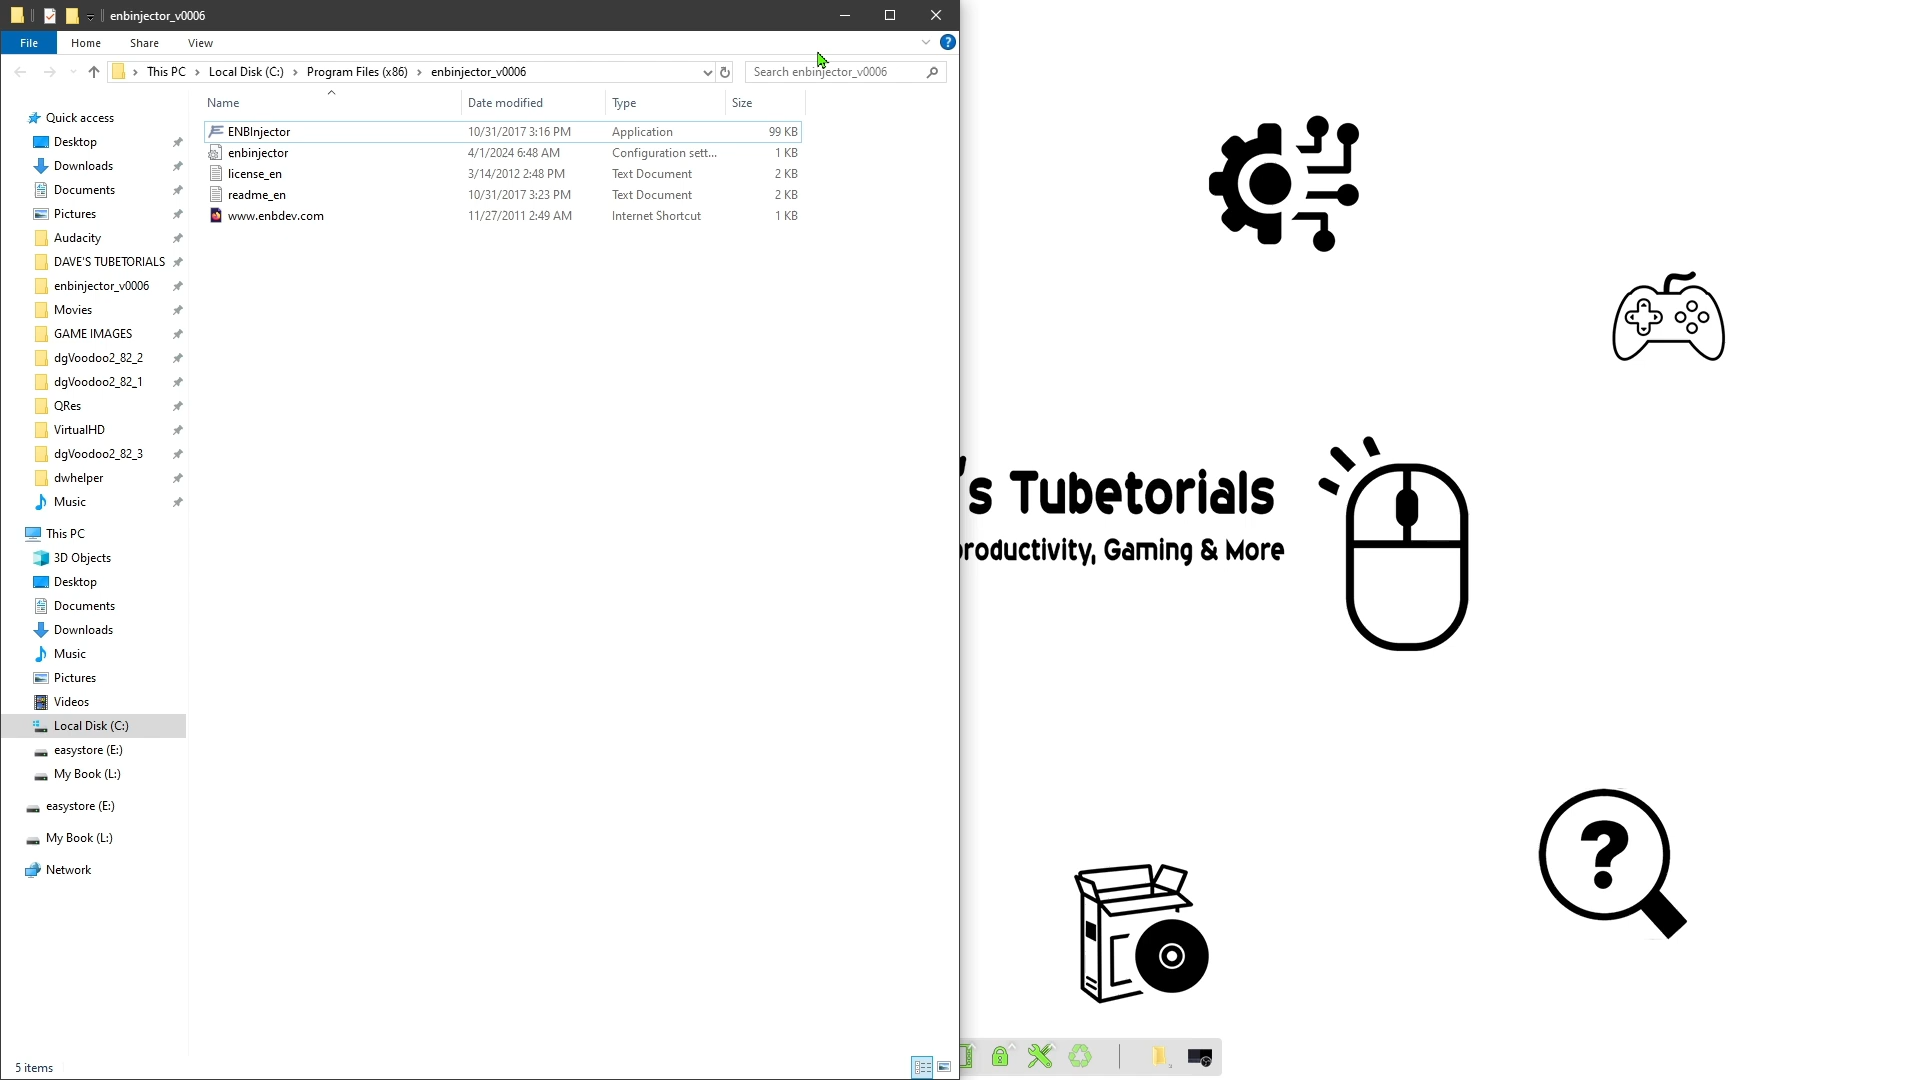 enbinjector_v0006
File
Home
Share
View
This PC
Local Disk (C:)
Program Files (x86)
enbinjector_v0006
Search enbinjector_v0006
Name
Date modified
Type
Size
ENBInjector
10/31/2017 3:16 PM
Application
99 KB
enbinjector
4/1/2024 6:48 AM
Configuration sett...
1 KB
license_en
3/14/2012 2:48 PM
Text Document
2 KB
readme_en
10/31/2017 3:23 PM
Text Document
2 KB
www.enbdev.com
11/27/2011 2:49 AM
Internet Shortcut
1 KB
Quick access
Desktop
Downloads
Documents
Pictures
Audacity
DAVE'S TUBETORIALS
enbinjector_v0006
Movies
GAME IMAGES
dgVoodoo2_82_2
dgVoodoo2_82_1
QRes
VirtualHD
dgVoodoo2_82_3
dwhelper
Music
This PC
3D Objects
Desktop
Documents
Downloads
Music
Pictures
Videos
Local Disk (C:)
easystore (E:)
My Book (L:)
easystore (E:)
My Book (L:)
Network
5 items
's Tubetorials
productivity, Gaming & More
?